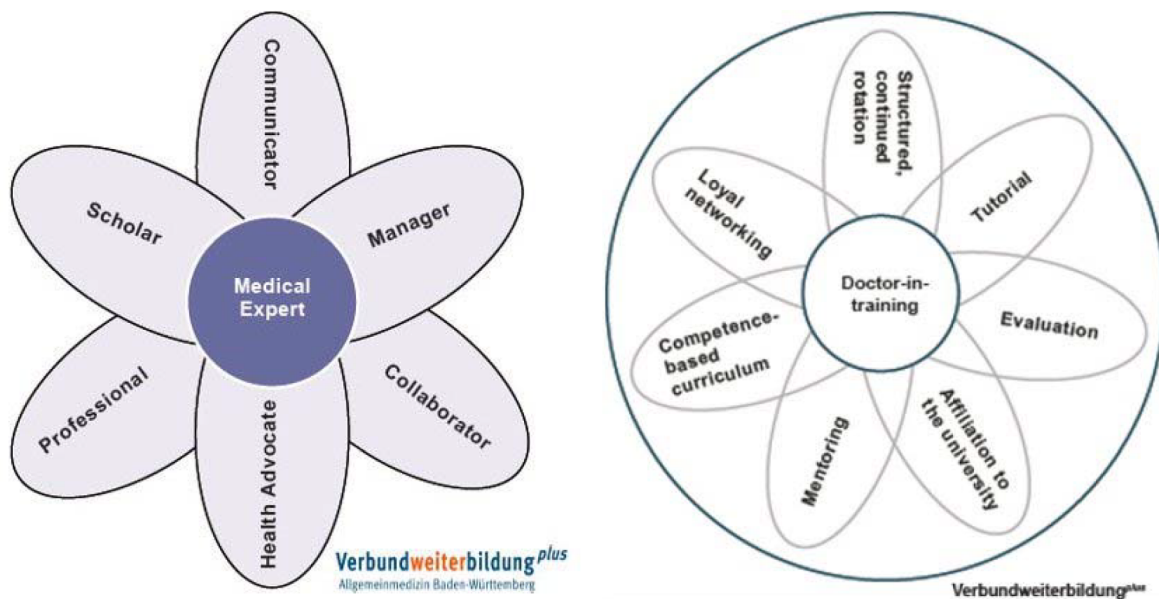 Communicator
Scholar
Manager
Medical
Expert
Professional
Collaborator
Health Advocate
Verbundweiterbildung plus
Allgemeinmedizin Baden-Württemberg
Structured,
continued
rotation
Loyal
networking
Tutorial
Doctor-in-
training
Evaluation
Competence-
based
curriculum
Mentoring
Affiliation to
the university
Verbundweiterbildung plus